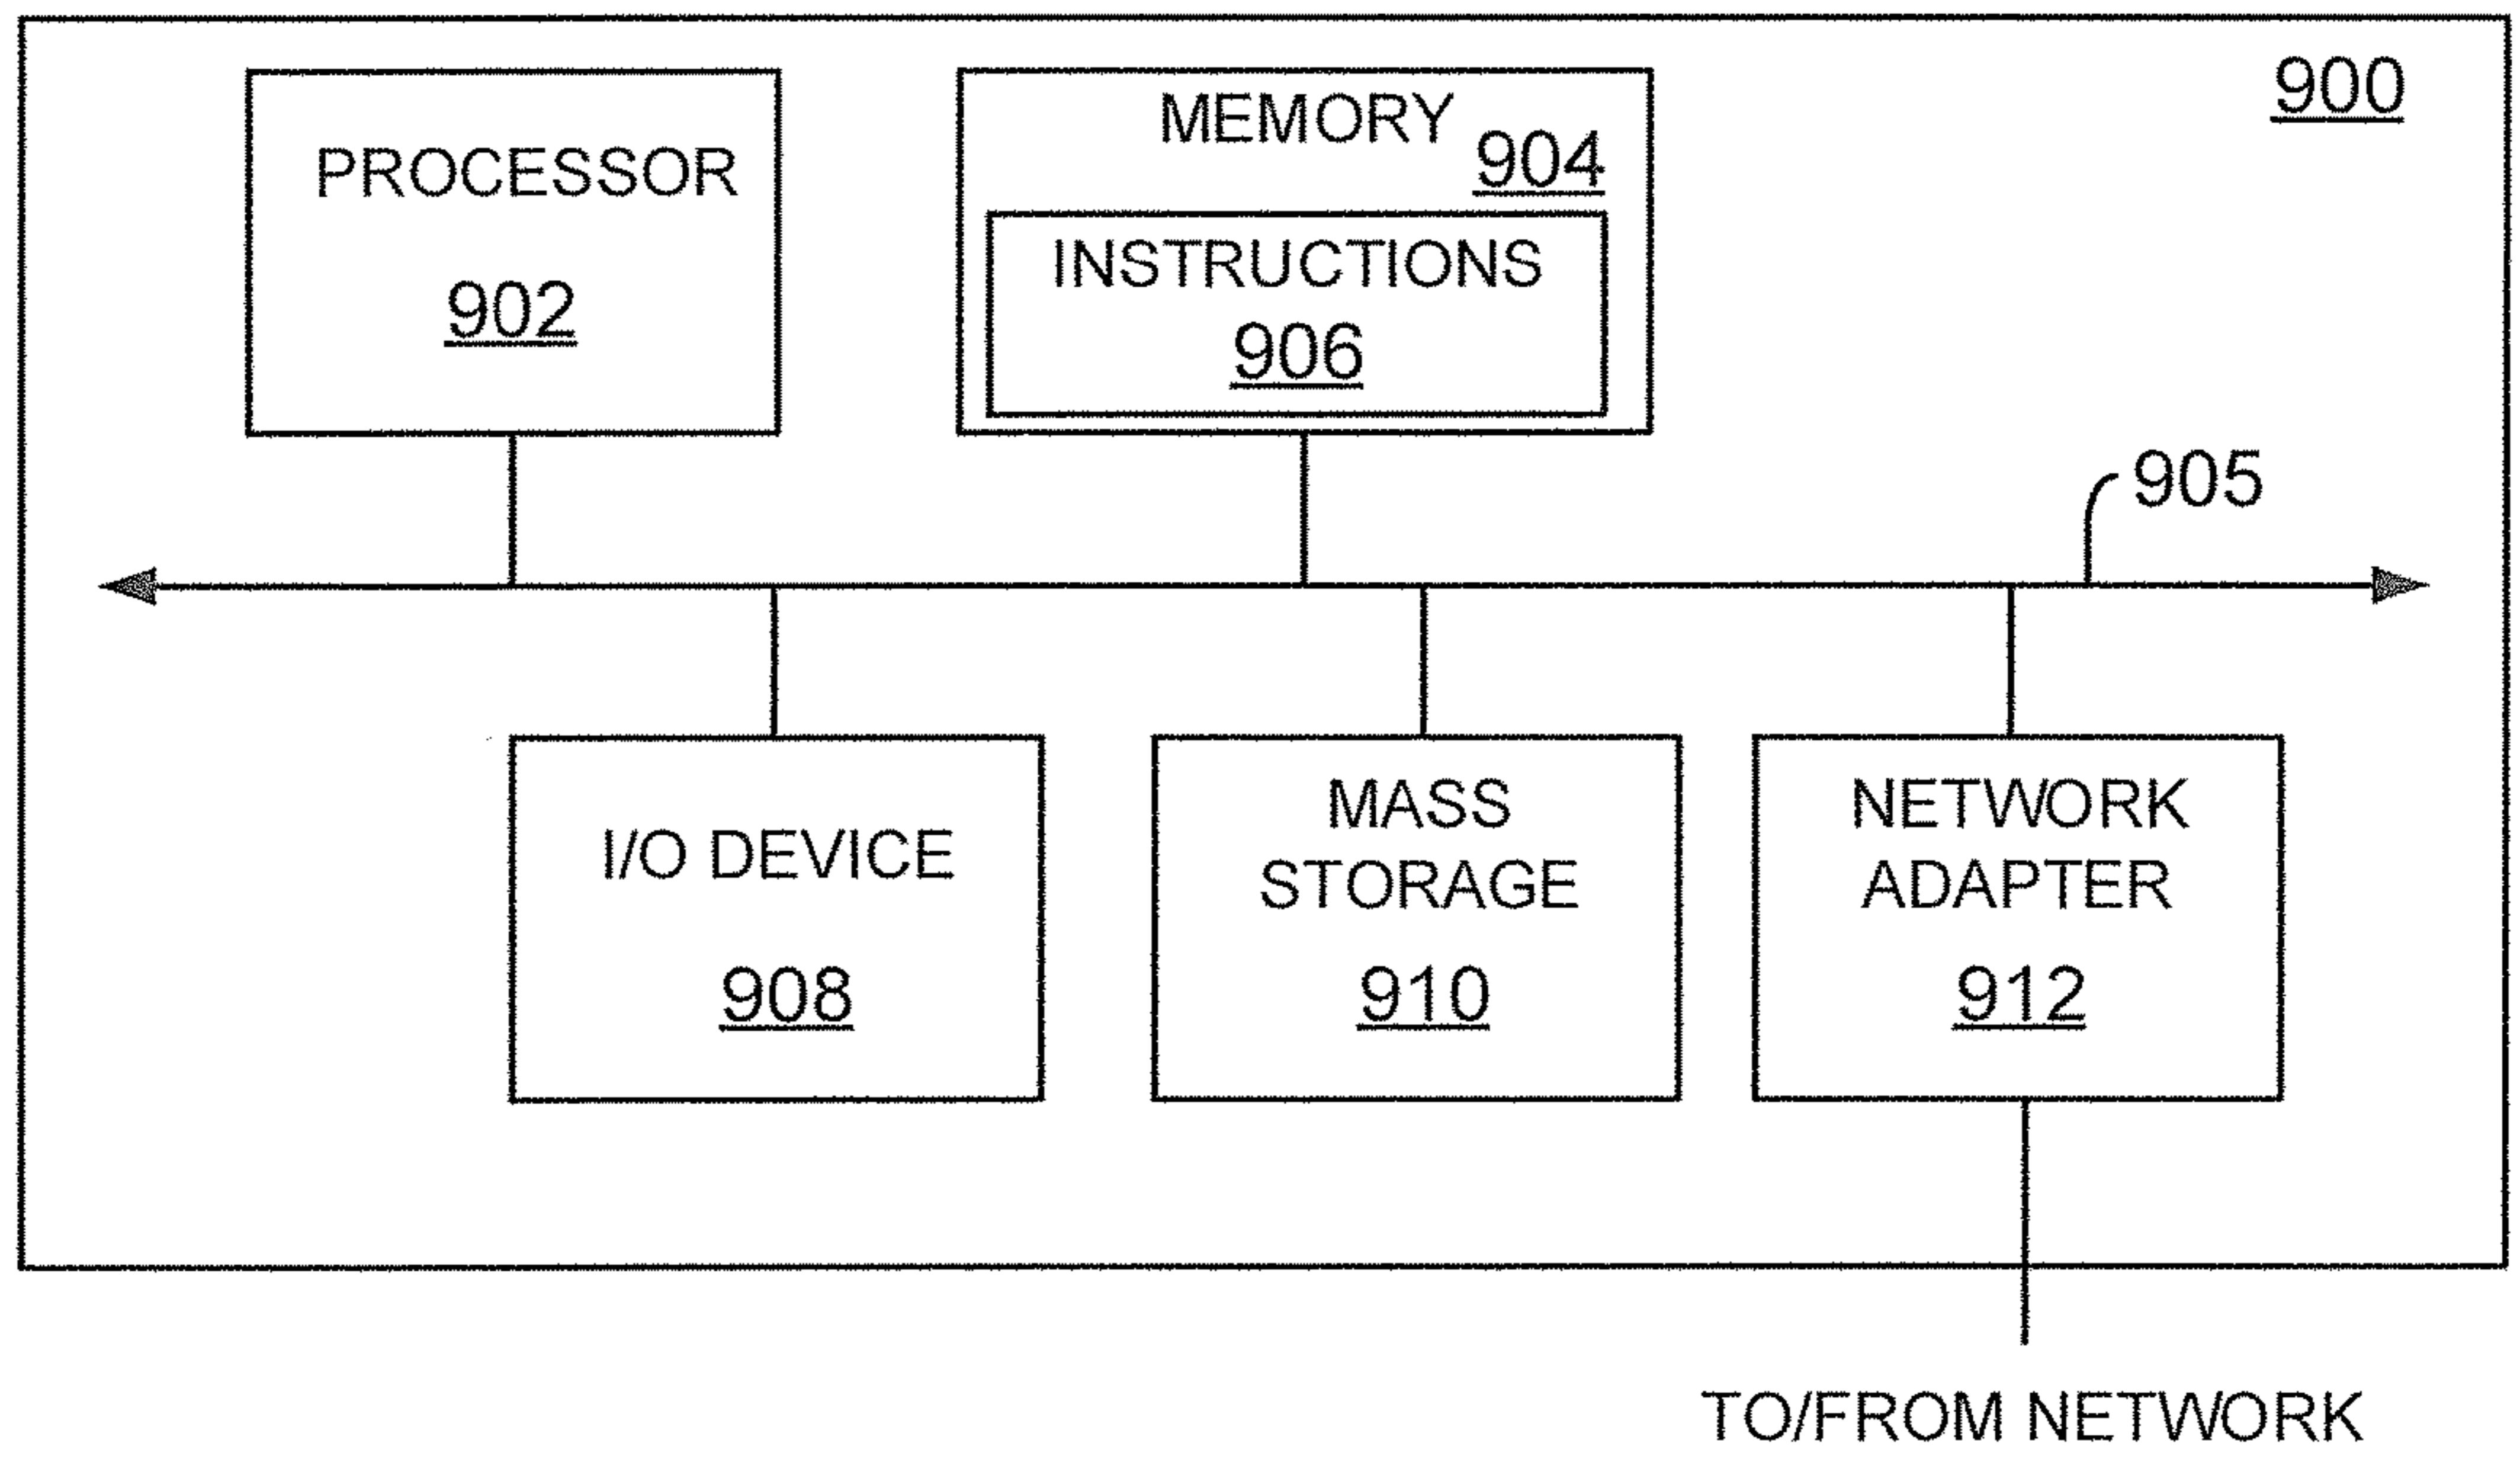 900
PROCESSOR
902
MEMORY
904
INSTRUCTIONS
906
905
I/O DEVICE
908
MASS
STORAGE
910
NETWORK
ADAPTER
912
TO/FROM NETWORK